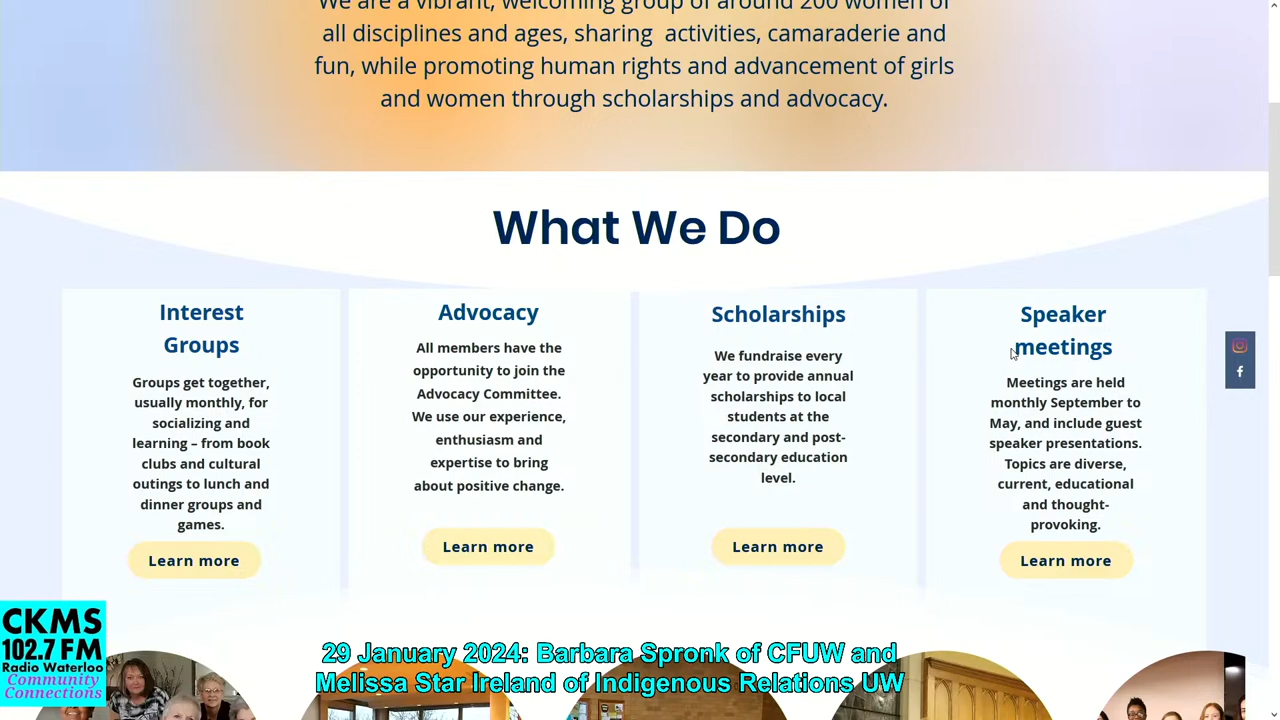 We are a vibrant, welcoming group of around 200 women of
all disciplines and ages, sharing activities, camaraderie and
fun, while promoting human rights and advancement of girls
and women through scholarships and advocacy.
What We Do
Interest
Groups
Groups get together,
usually monthly, for
socializing and
learning – from book
clubs and cultural
outings to lunch and
dinner groups and
games.
Learn more
Advocacy
All members have the
opportunity to join the
Advocacy Committee.
We use our experience,
enthusiasm and
expertise to bring
about positive change.
Learn more
Scholarships
We fundraise every
year to provide annual
scholarships to local
students at the
secondary and post-
secondary education
level.
Learn more
Speaker
meetings
Meetings are held
monthly September to
May, and include guest
speaker presentations.
Topics are diverse,
current, educational
and thought-
provoking.
Learn more
CKMS
102.7 FM
Radio Waterloo
Community
Connections
29 January 2024: Barbara Spronk of CFUW and
Melissa Star Ireland of Indigenous Relations UW